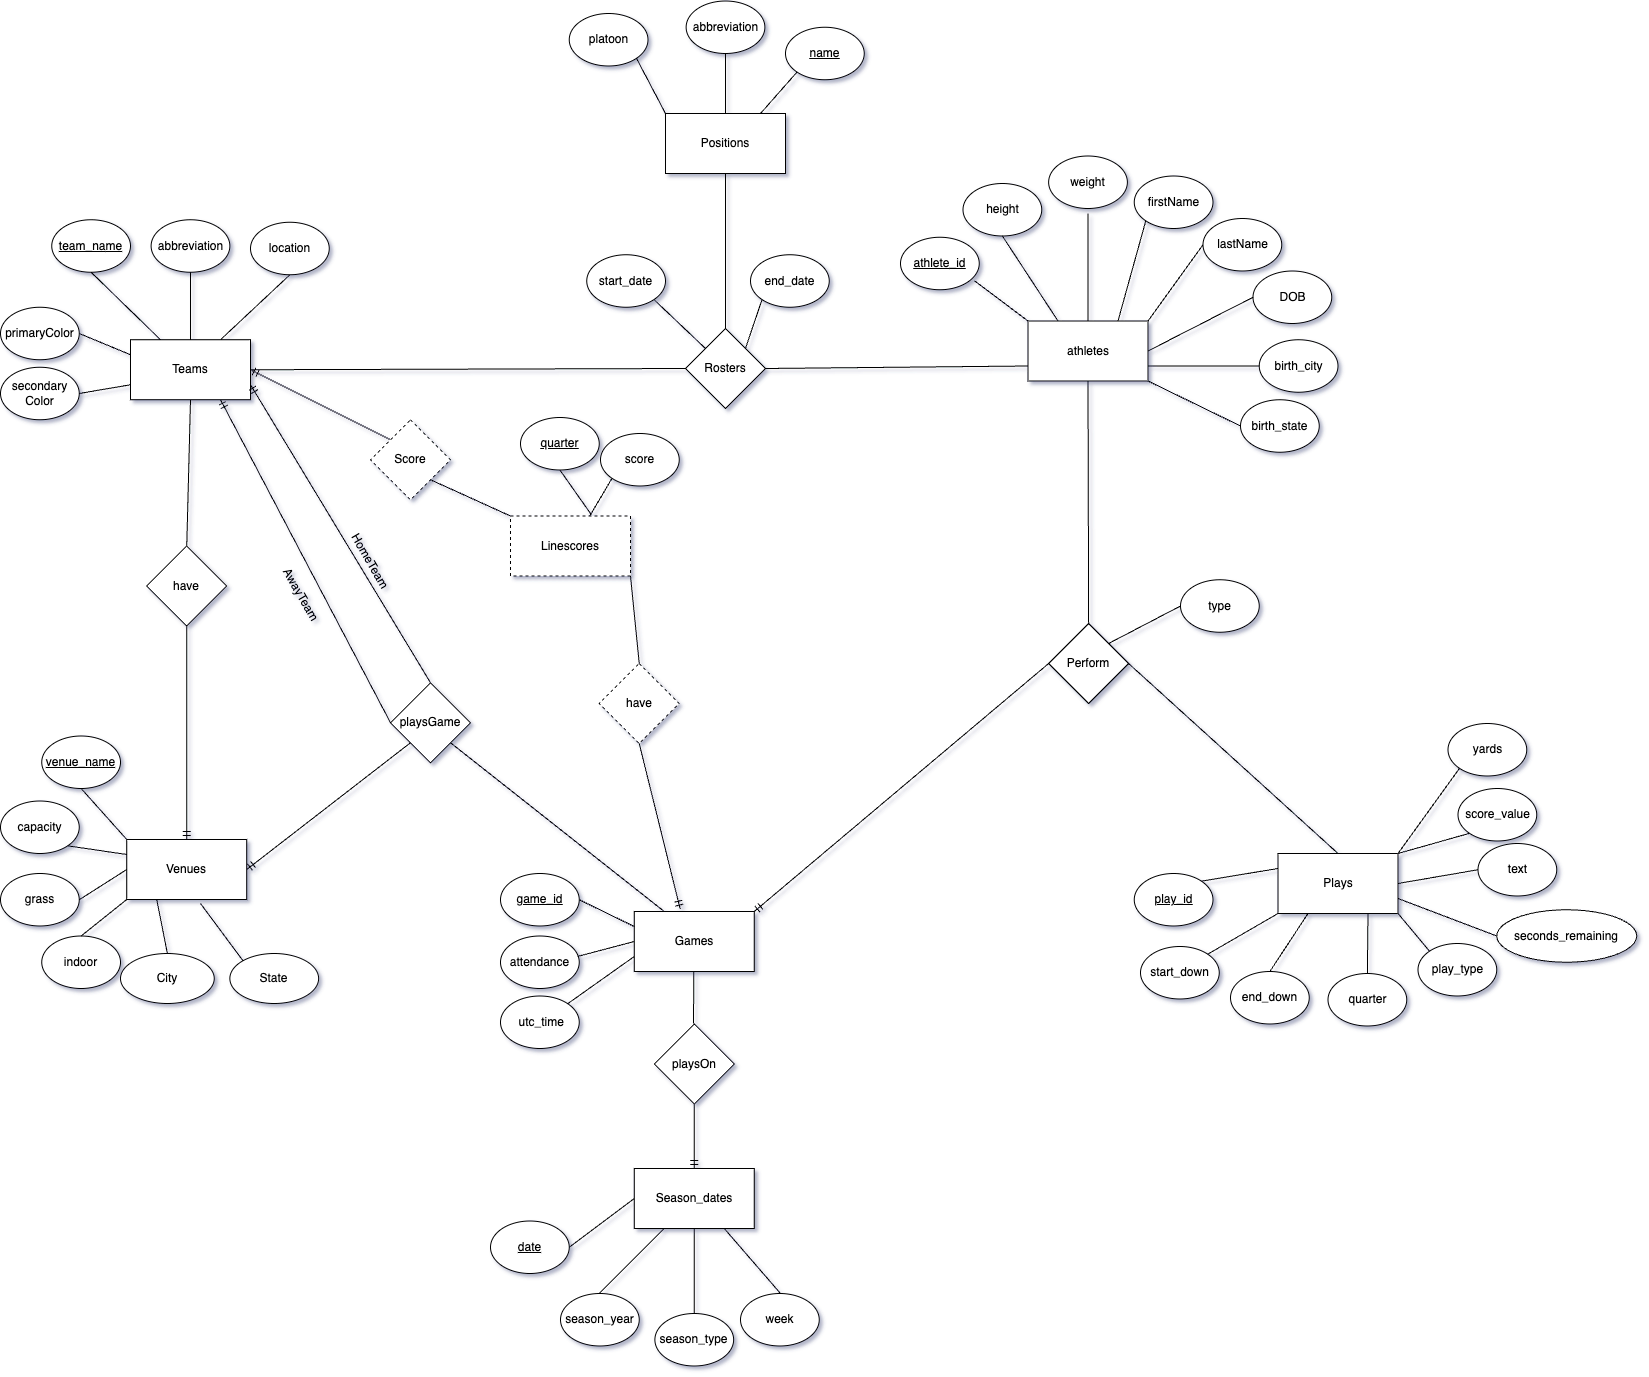 abbreviation
platoon
name
Positions
weight
firstName
height
lastName
team_name
abbreviation
location
athlete_id
start_date
end_date
DOB
primaryColor
athletes
Teams
Rosters
birth_city
secondary
Color
birth_state
quarter
score
Score
Linescores
HomeTeam
AwayTeam
have
type
Perform
have
playsGame
yards
venue_name
score_value
capacity
Venues
text
Plays
grass
game_id
play_id
seconds_remaining
Games
indoor
attendance
play_type
start_down
City
State
end_down
quarter
utc_time
playsOn
Season_dates
date
season_year
week
season_type